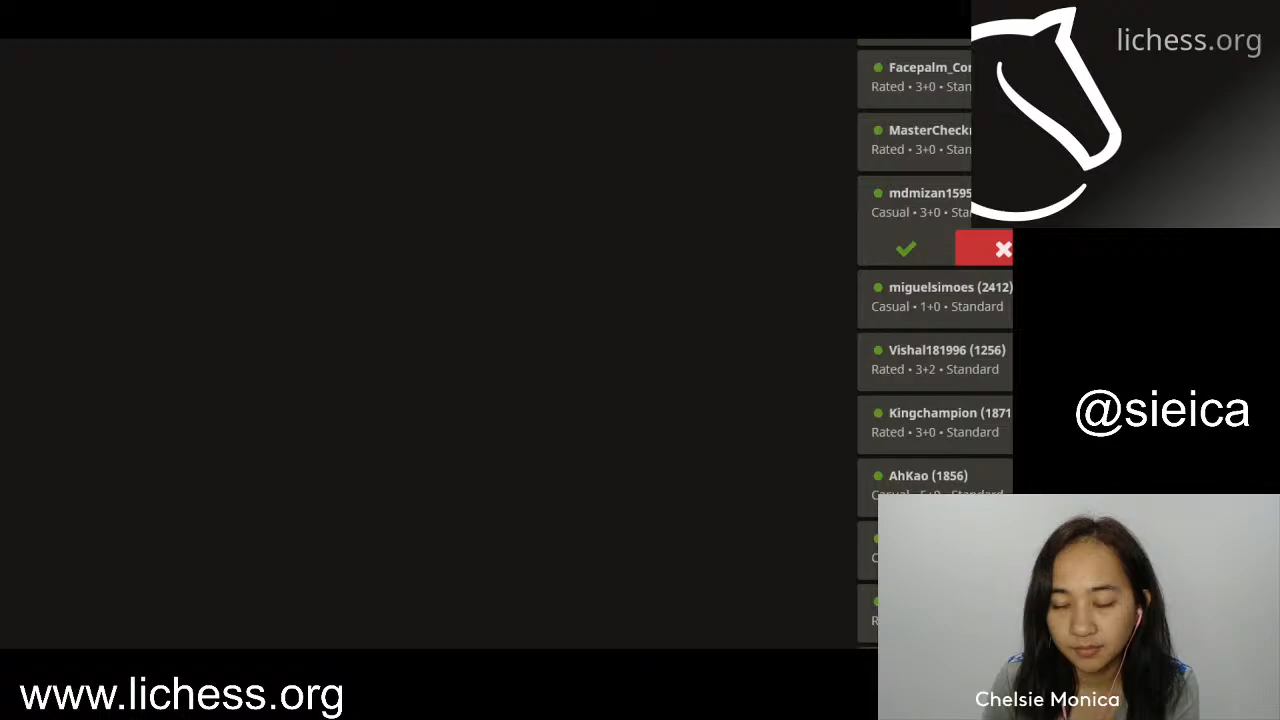 lichess.org
Facepalm_Cor
Rated • 3+0 • Stan
MasterCheck
Rated • 3+0 • Stan
mdmizan1595
Casual • 3+0 • Sta
miguelsimoes (2412)
Casual • 1+0 • Standard
Vishal181996 (1256)
Rated • 3+2 • Standard
Kingchampion (1871
Rated • 3+0 • Standard
AhKao (1856)
@sieica
Chelsie Monica
www.lichess.org